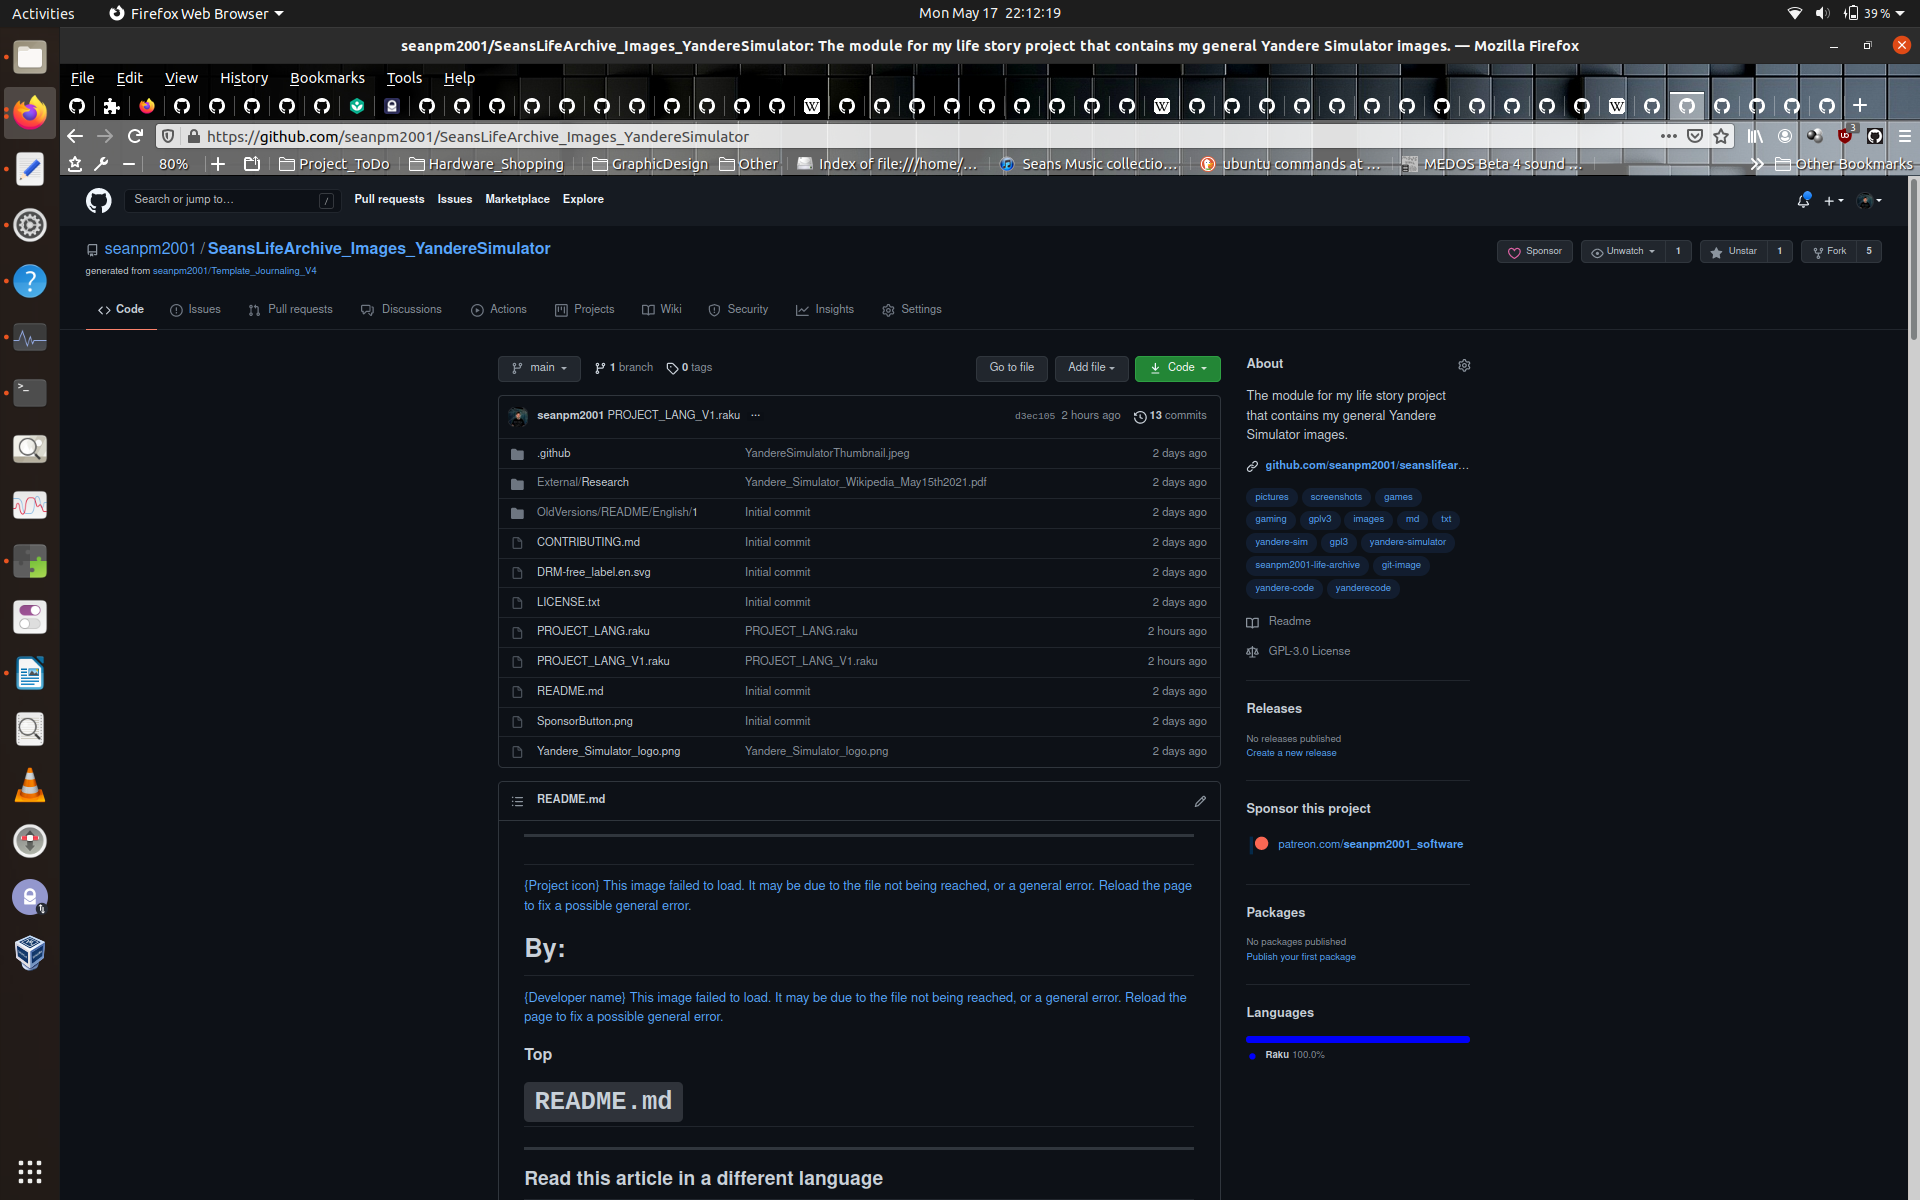 Activities
Firefox Web Browser
Mon May 17 22:12:19
39 %
seanpm2001/SeansLifeArchive_Images_YandereSimulator: The module for my life story project that contains my general Yandere Simulator images. — Mozilla Firefox
File Edit View History Bookmarks Tools Help
https://github.com/seanpm2001/SeansLifeArchive_Images_YandereSimulator
3
80%
Project_ToDo
Hardware_Shopping
GraphicDesign
Other
Index of file:///home/…
Seans Music collectio…
ubuntu commands at …
MEDOS Beta 4 sound …
Other Bookmarks
Search or jump to…
/
Pull requests Issues Marketplace Explore
seanpm2001 / SeansLifeArchive_Images_YandereSimulator
generated from seanpm2001/Template_Journaling_V4
Sponsor
Unwatch 1
Unstar 1
Fork 5
Code
Issues
Pull requests
Discussions
Actions
Projects
Wiki
Security
Insights
Settings
main
1 branch
0 tags
Go to file
Add file
Code
seanpm2001 PROJECT_LANG_V1.raku ...
d3ec105 2 hours ago
13 commits
.github YandereSimulatorThumbnail.jpeg 2 days ago
External/Research Yandere_Simulator_Wikipedia_May15th2021.pdf 2 days ago
OldVersions/README/English/1 Initial commit 2 days ago
CONTRIBUTING.md Initial commit 2 days ago
DRM-free_label.en.svg Initial commit 2 days ago
LICENSE.txt Initial commit 2 days ago
PROJECT_LANG.raku PROJECT_LANG.raku 2 hours ago
PROJECT_LANG_V1.raku PROJECT_LANG_V1.raku 2 hours ago
README.md Initial commit 2 days ago
SponsorButton.png Initial commit 2 days ago
Yandere_Simulator_logo.png Yandere_Simulator_logo.png 2 days ago
README.md
{Project icon} This image failed to load. It may be due to the file not being reached, or a general error. Reload the page
to fix a possible general error.
By:
{Developer name} This image failed to load. It may be due to the file not being reached, or a general error. Reload the
page to fix a possible general error.
Top
README.md
Read this article in a different language
About
The module for my life story project
that contains my general Yandere
Simulator images.
github.com/seanpm2001/seanslifear…
pictures screenshots games
gaming gplv3 images md txt
yandere-sim gpl3 yandere-simulator
seanpm2001-life-archive git-image
yandere-code yanderecode
Readme
GPL-3.0 License
Releases
No releases published
Create a new release
Sponsor this project
patreon.com/seanpm2001_software
Packages
No packages published
Publish your first package
Languages
Raku 100.0%